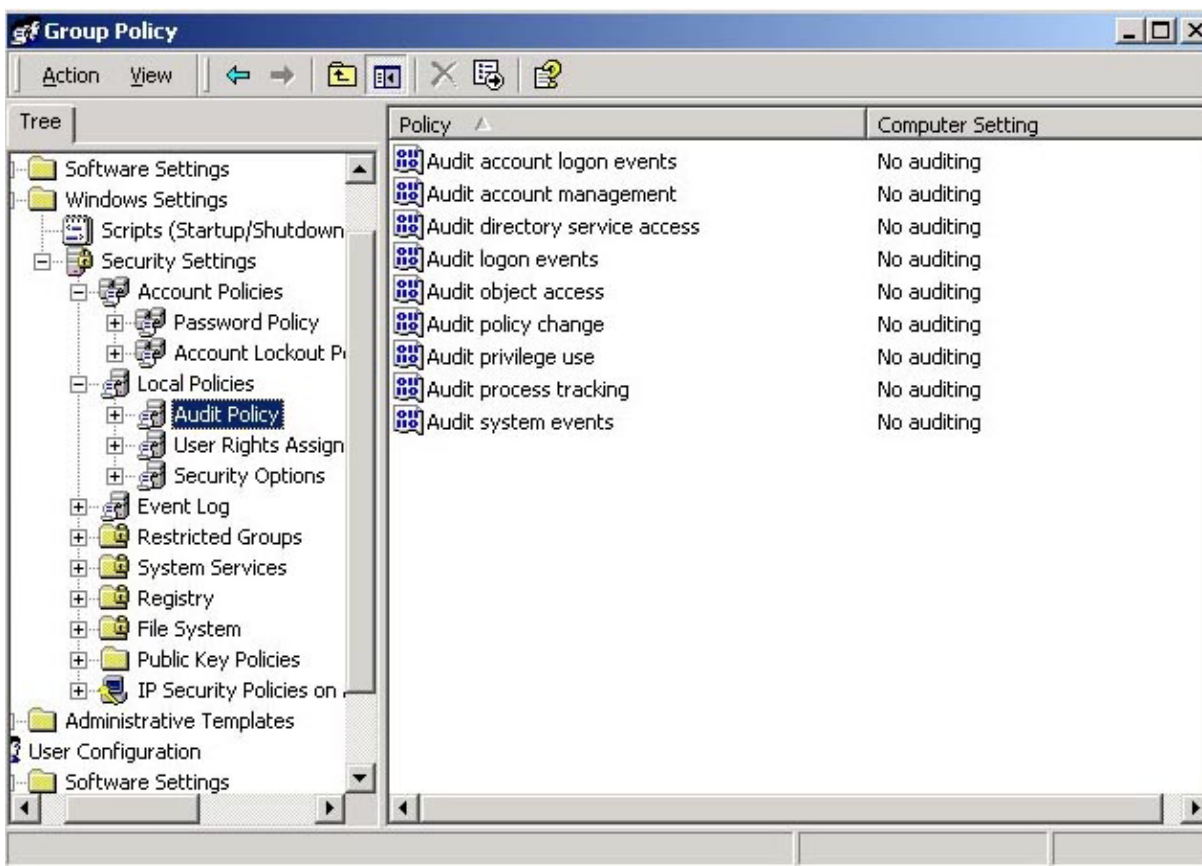 Group Policy
Action View
Tree
Software Settings
Windows Settings
Scripts (Startup/Shutdown
Security Settings
Account Policies
Password Policy
Account Lockout P
Local Policies
Audit Policy
User Rights Assign
Security Options
Event Log
Restricted Groups
System Services
Registry
File System
Public Key Policies
IP Security Policies on
Administrative Templates
User Configuration
Software Settings
Policy Computer Setting
Audit account logon events No auditing
Audit account management No auditing
Audit directory service access No auditing
Audit logon events No auditing
Audit object access No auditing
Audit policy change No auditing
Audit privilege use No auditing
Audit process tracking No auditing
Audit system events No auditing